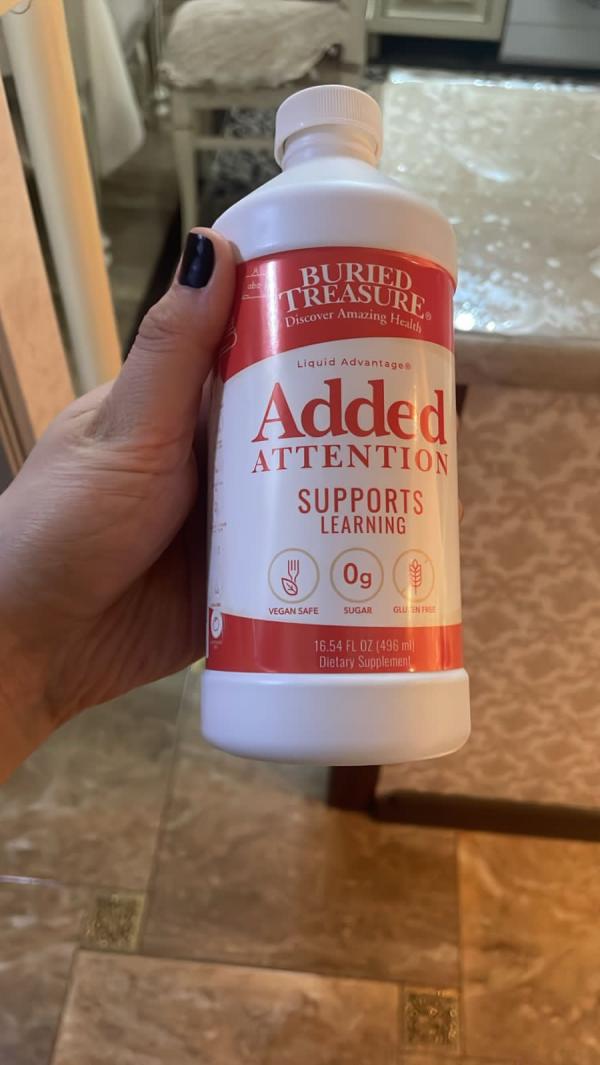 BURIED
TREASURE®
Discover Amazing Health
Liquid Advantage®
Added
ATTENTION
SUPPORTS
LEARNING
0g
VEGAN SAFE
SUGAR
GLUTEN FREE
16.54 FL OZ (496 ml)
Dietary Supplement